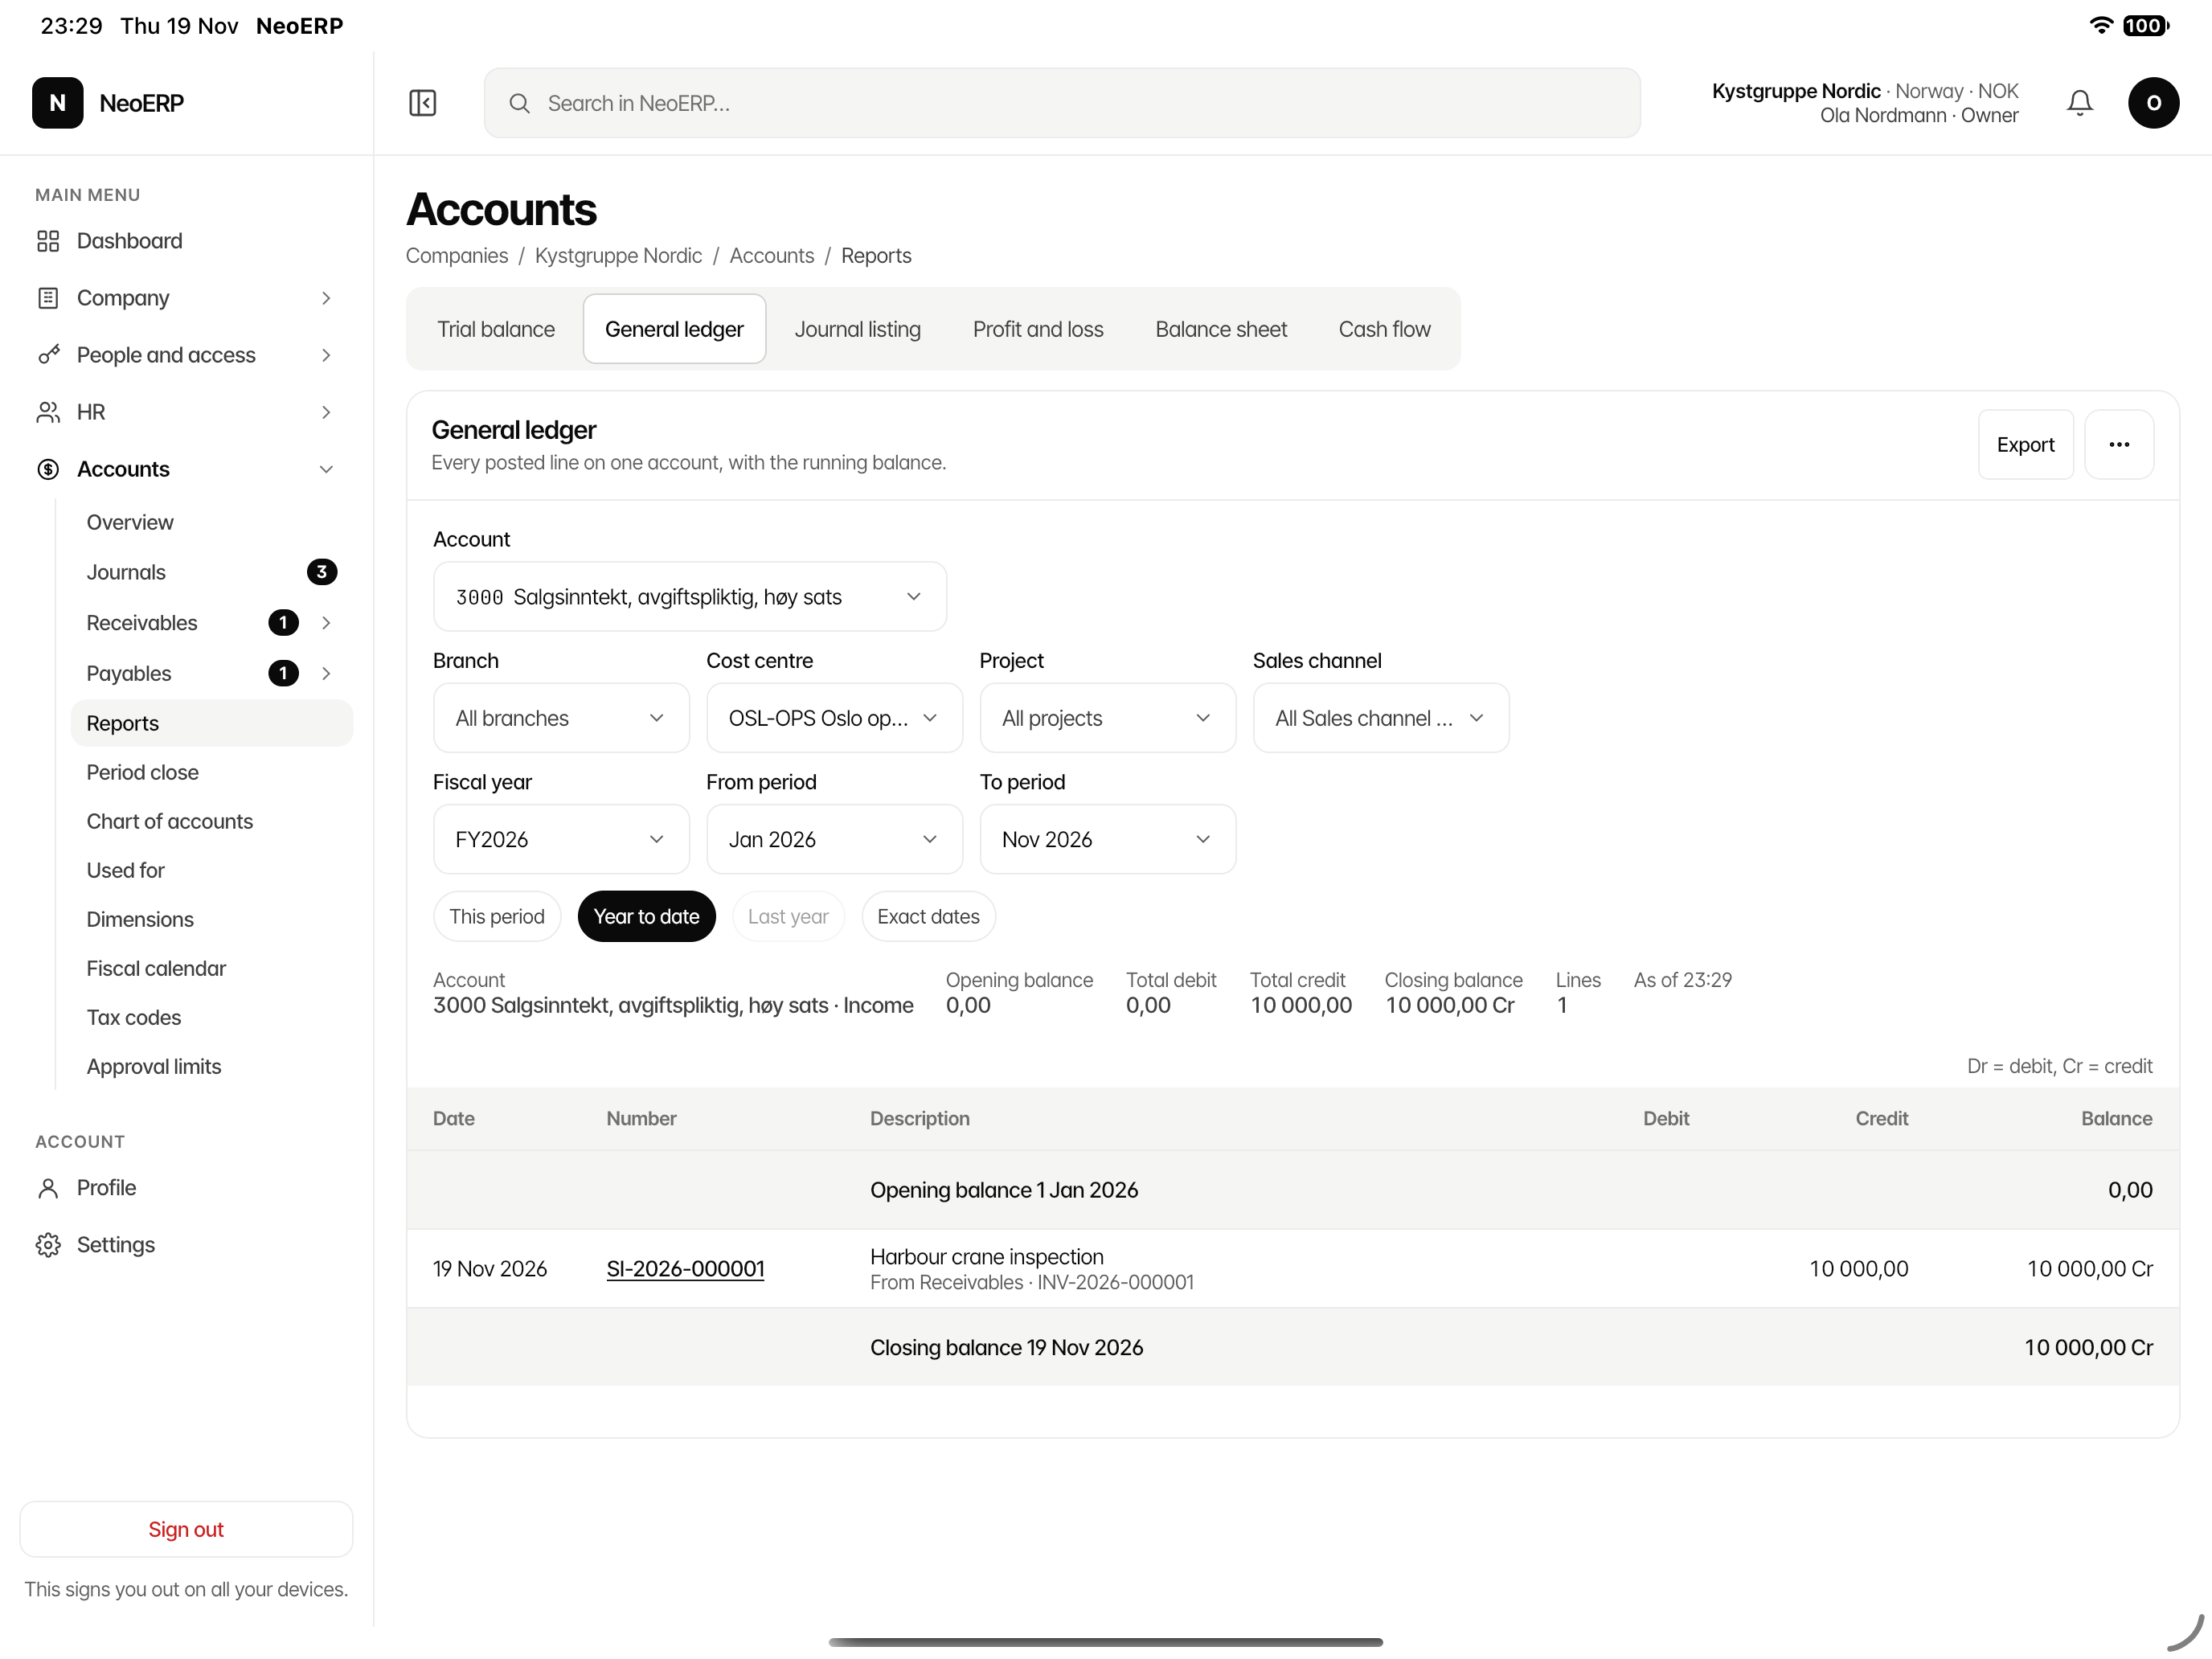 23:29 Thu 19 Nov NeoERP
100
N NeoERP
Search in NeoERP...
Kystgruppe Nordic · Norway · NOK
Ola Nordmann · Owner
O
MAIN MENU
Dashboard
Company
People and access
HR
Accounts
Overview
Journals 3
Receivables 1
Payables 1
Reports
Period close
Chart of accounts
Used for
Dimensions
Fiscal calendar
Tax codes
Approval limits
ACCOUNT
Profile
Settings
Sign out
This signs you out on all your devices.
Accounts
Companies / Kystgruppe Nordic / Accounts / Reports
Trial balance General ledger Journal listing Profit and loss Balance sheet Cash flow
General ledger
Every posted line on one account, with the running balance.
Export
Account
3000 Salgsinntekt, avgiftspliktig, høy sats
Branch Cost centre Project Sales channel
All branches OSL-OPS Oslo op... All projects All Sales channel ...
Fiscal year From period To period
FY2026 Jan 2026 Nov 2026
This period Year to date Last year Exact dates
Account Opening balance Total debit Total credit Closing balance Lines As of 23:29
3000 Salgsinntekt, avgiftspliktig, høy sats · Income 0,00 0,00 10 000,00 10 000,00 Cr 1
Dr = debit, Cr = credit
Date Number Description Debit Credit Balance
Opening balance 1 Jan 2026 0,00
19 Nov 2026 SI-2026-000001 Harbour crane inspection 10 000,00 10 000,00 Cr
From Receivables · INV-2026-000001
Closing balance 19 Nov 2026 10 000,00 Cr